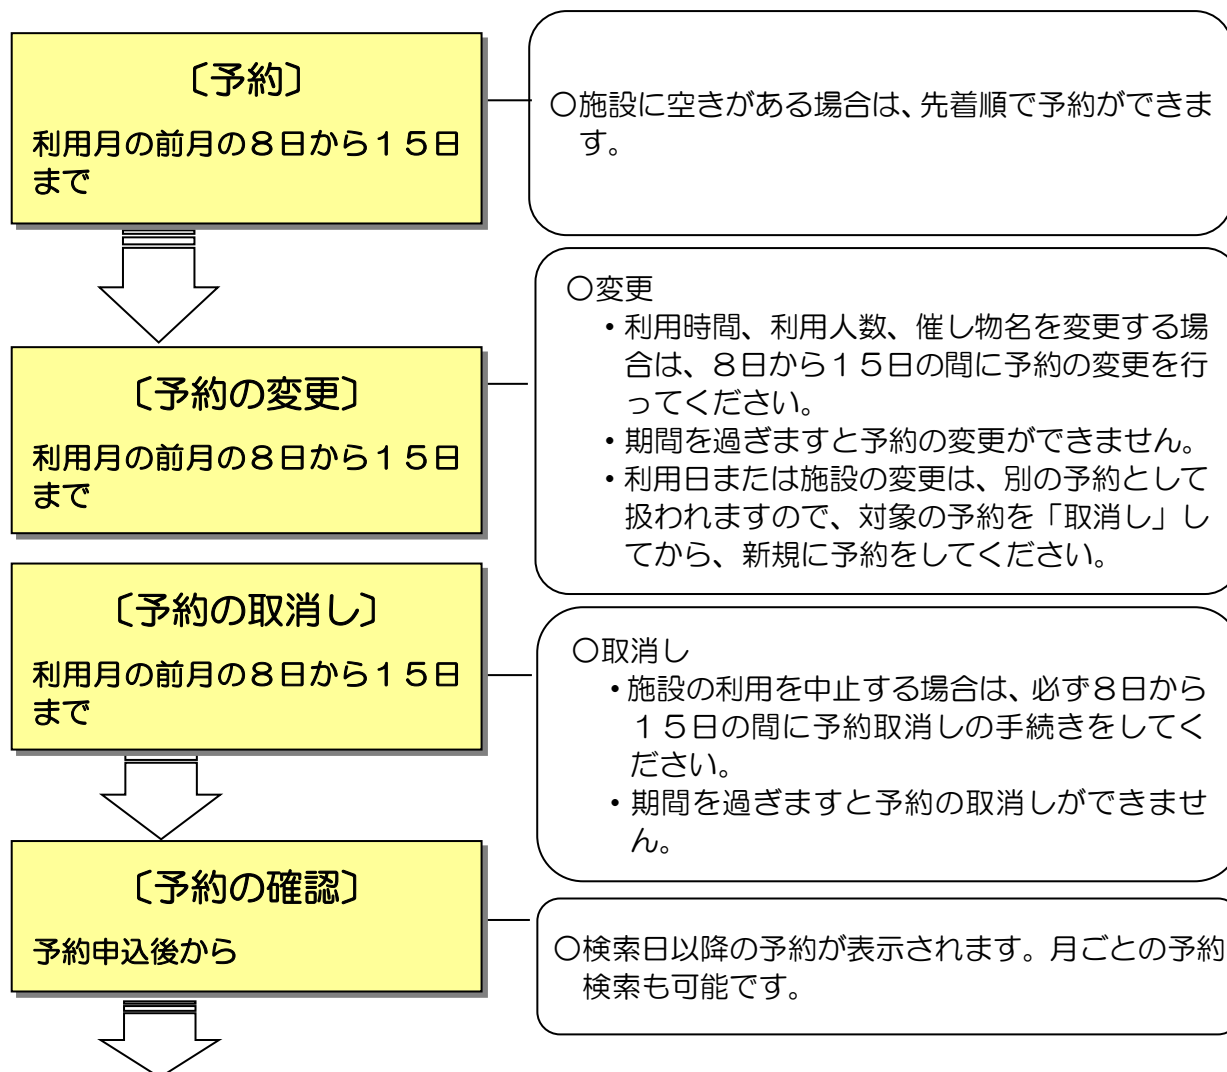 〔予約〕
利用月の前月の８日から１５日
まで
〇施設に空きがある場合は、先着順で予約ができま
す。
〔予約の変更〕
利用月の前月の８日から１５日
まで
〇変更
・利用時間、利用人数、催し物名を変更する場
合は、８日から１５日の間に予約の変更を行
ってください。
・期間を過ぎますと予約の変更ができません。
・利用日または施設の変更は、別の予約として
扱われますので、対象の予約を「取消し」し
てから、新規に予約をしてください。
〔予約の取消し〕
利用月の前月の８日から１５日
まで
〇取消し
・施設の利用を中止する場合は、必ず８日から
１５日の間に予約取消しの手続きをしてく
ださい。
・期間を過ぎますと予約の取消しができませ
ん。
〔予約の確認〕
予約申込後から
〇検索日以降の予約が表示されます。月ごとの予約
検索も可能です。